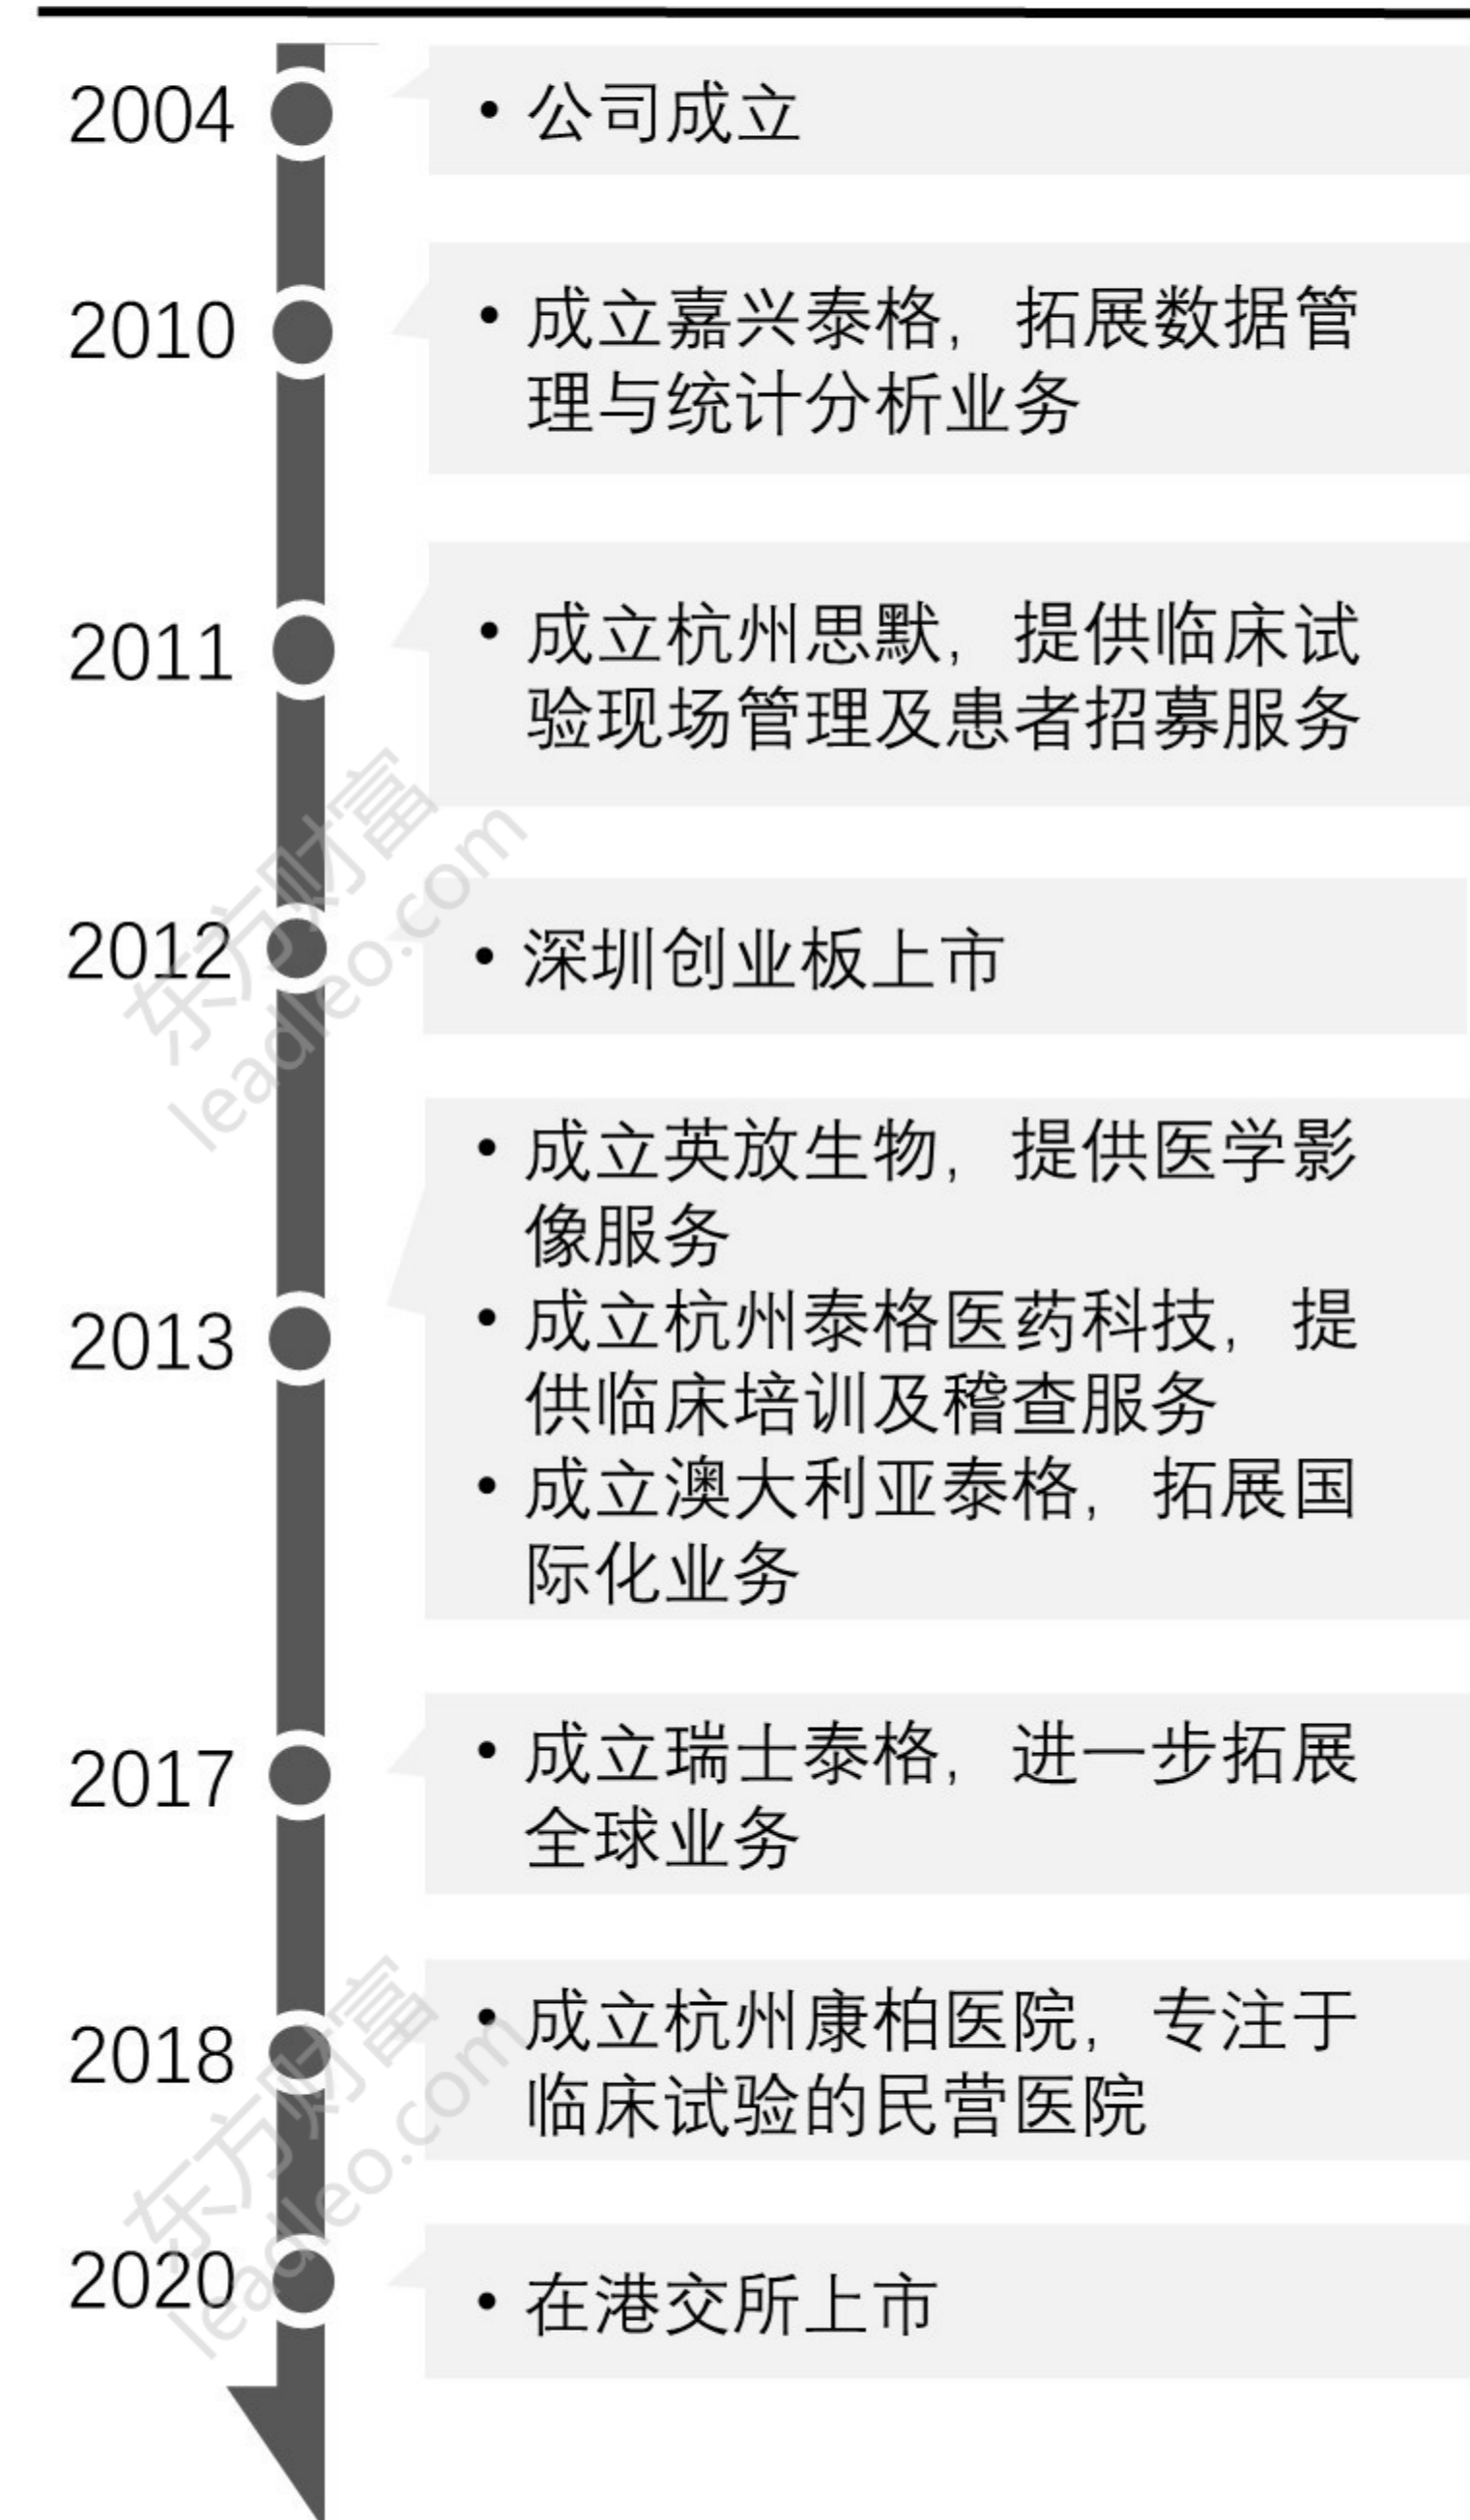 2004
• 公司成立
2010
• 成立嘉兴泰格，拓展数据管
理与统计分析业务
2011
• 成立杭州思默，提供临床试
验现场管理及患者招募服务
2012
• 深圳创业板上市
2013
• 成立英放生物，提供医学影
像服务
• 成立杭州泰格医药科技，提
供临床培训及稽查服务
• 成立澳大利亚泰格，拓展国
际化业务
2017
• 成立瑞士泰格，进一步拓展
全球业务
2018
• 成立杭州康柏医院，专注于
临床试验的民营医院
2020
• 在港交所上市
东方财富
leadleo.com
东方财富
leadleo.com